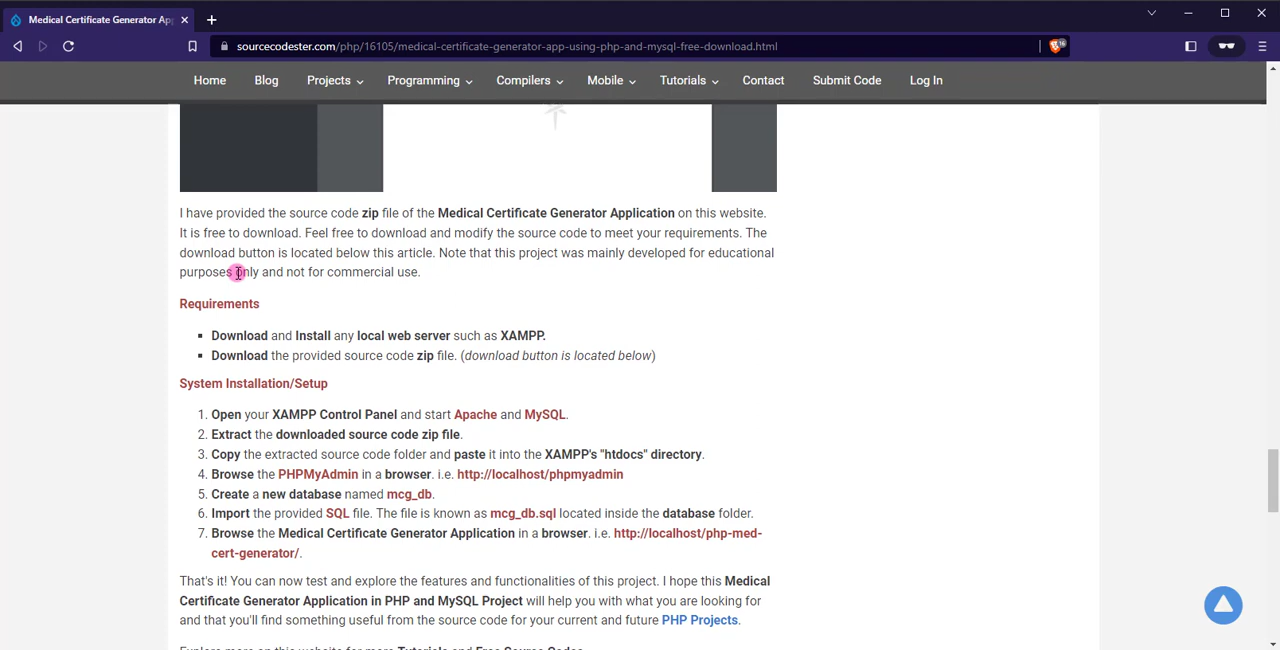 Medical Certificate Generator Ap
sourcecodester.com/php/16105/medical-certificate-generator-app-using-php-and-mysql-free-download.html
Home Blog Projects Programming Compilers Mobile Tutorials Contact Submit Code Log In
I have provided the source code zip file of the Medical Certificate Generator Application on this website.
It is free to download. Feel free to download and modify the source code to meet your requirements. The
download button is located below this article. Note that this project was mainly developed for educational
purposes only and not for commercial use.
Requirements
▪ Download and Install any local web server such as XAMPP.
▪ Download the provided source code zip file. (download button is located below)
System Installation/Setup
1. Open your XAMPP Control Panel and start Apache and MySQL.
2. Extract the downloaded source code zip file.
3. Copy the extracted source code folder and paste it into the XAMPP's "htdocs" directory.
4. Browse the PHPMyAdmin in a browser. i.e. http://localhost/phpmyadmin
5. Create a new database named mcg_db.
6. Import the provided SQL file. The file is known as mcg_db.sql located inside the database folder.
7. Browse the Medical Certificate Generator Application in a browser. i.e. http://localhost/php-med-
cert-generator/.
That's it! You can now test and explore the features and functionalities of this project. I hope this Medical
Certificate Generator Application in PHP and MySQL Project will help you with what you are looking for
and that you'll find something useful from the source code for your current and future PHP Projects.
Explore more on this website for more Tutorials and Free Source Codes.